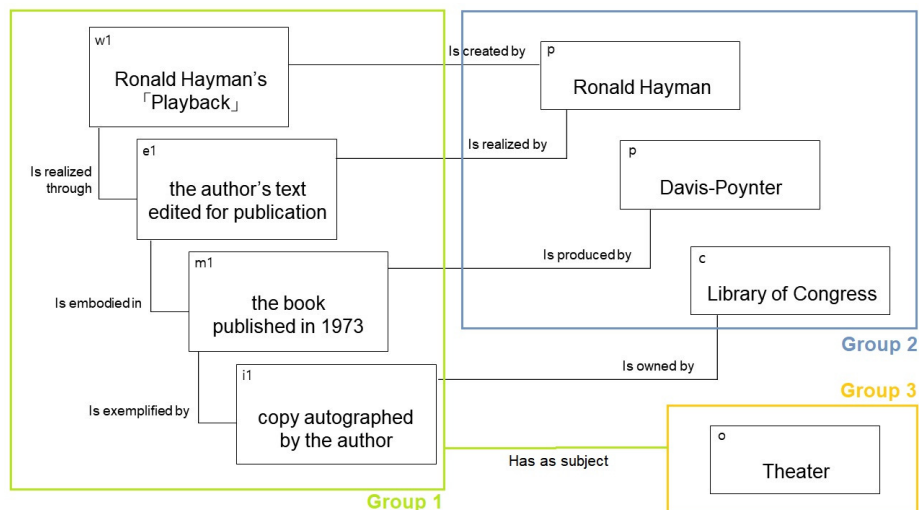 w1
Ronald Hayman’s
「Playback」
Is created by
p
Ronald Hayman
Is realized
through
e1
the author’s text
edited for publication
Is realized by
p
Davis-Poynter
Is embodied in
m1
the book
published in 1973
Is produced by
c
Library of Congress
Group 2
Is exemplified by
i1
copy autographed
by the author
Is owned by
Group 3
Has as subject
o
Theater
Group 1